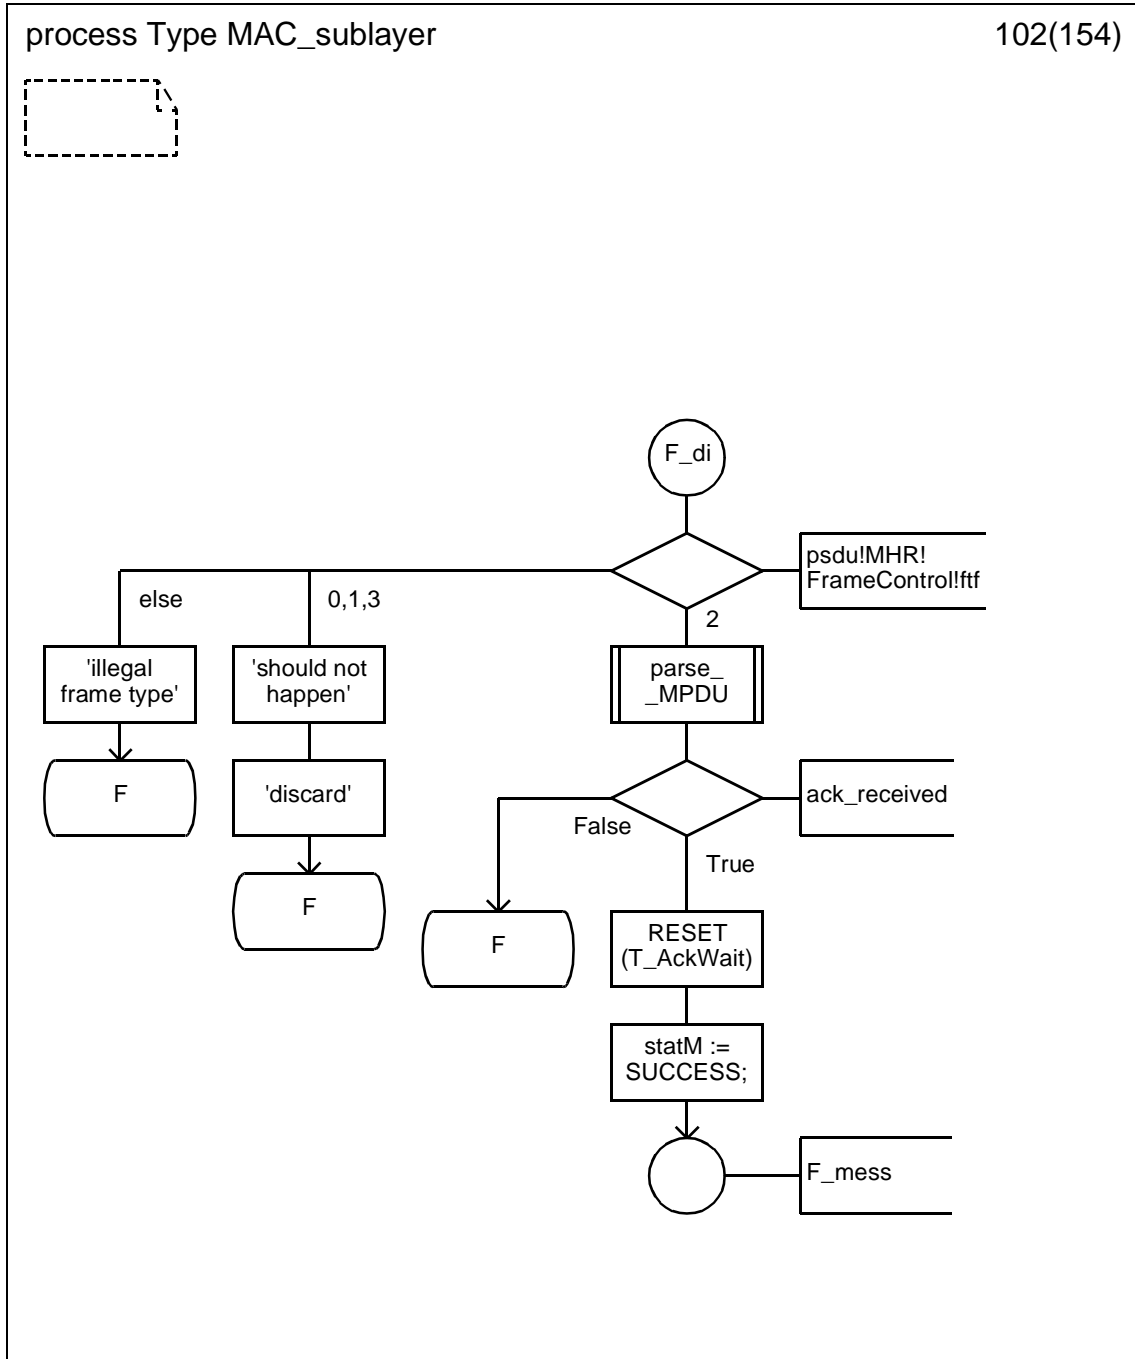 process Type MAC_sublayer
102(154)
F_di
psdu!MHR!
FrameControl!ftf
else
0,1,3
2
'illegal
frame type'
'should not
happen'
parse_
_MPDU
F
'discard'
ack_received
False
True
F
F
RESET
(T_AckWait)
statM :=
SUCCESS;
F_mess